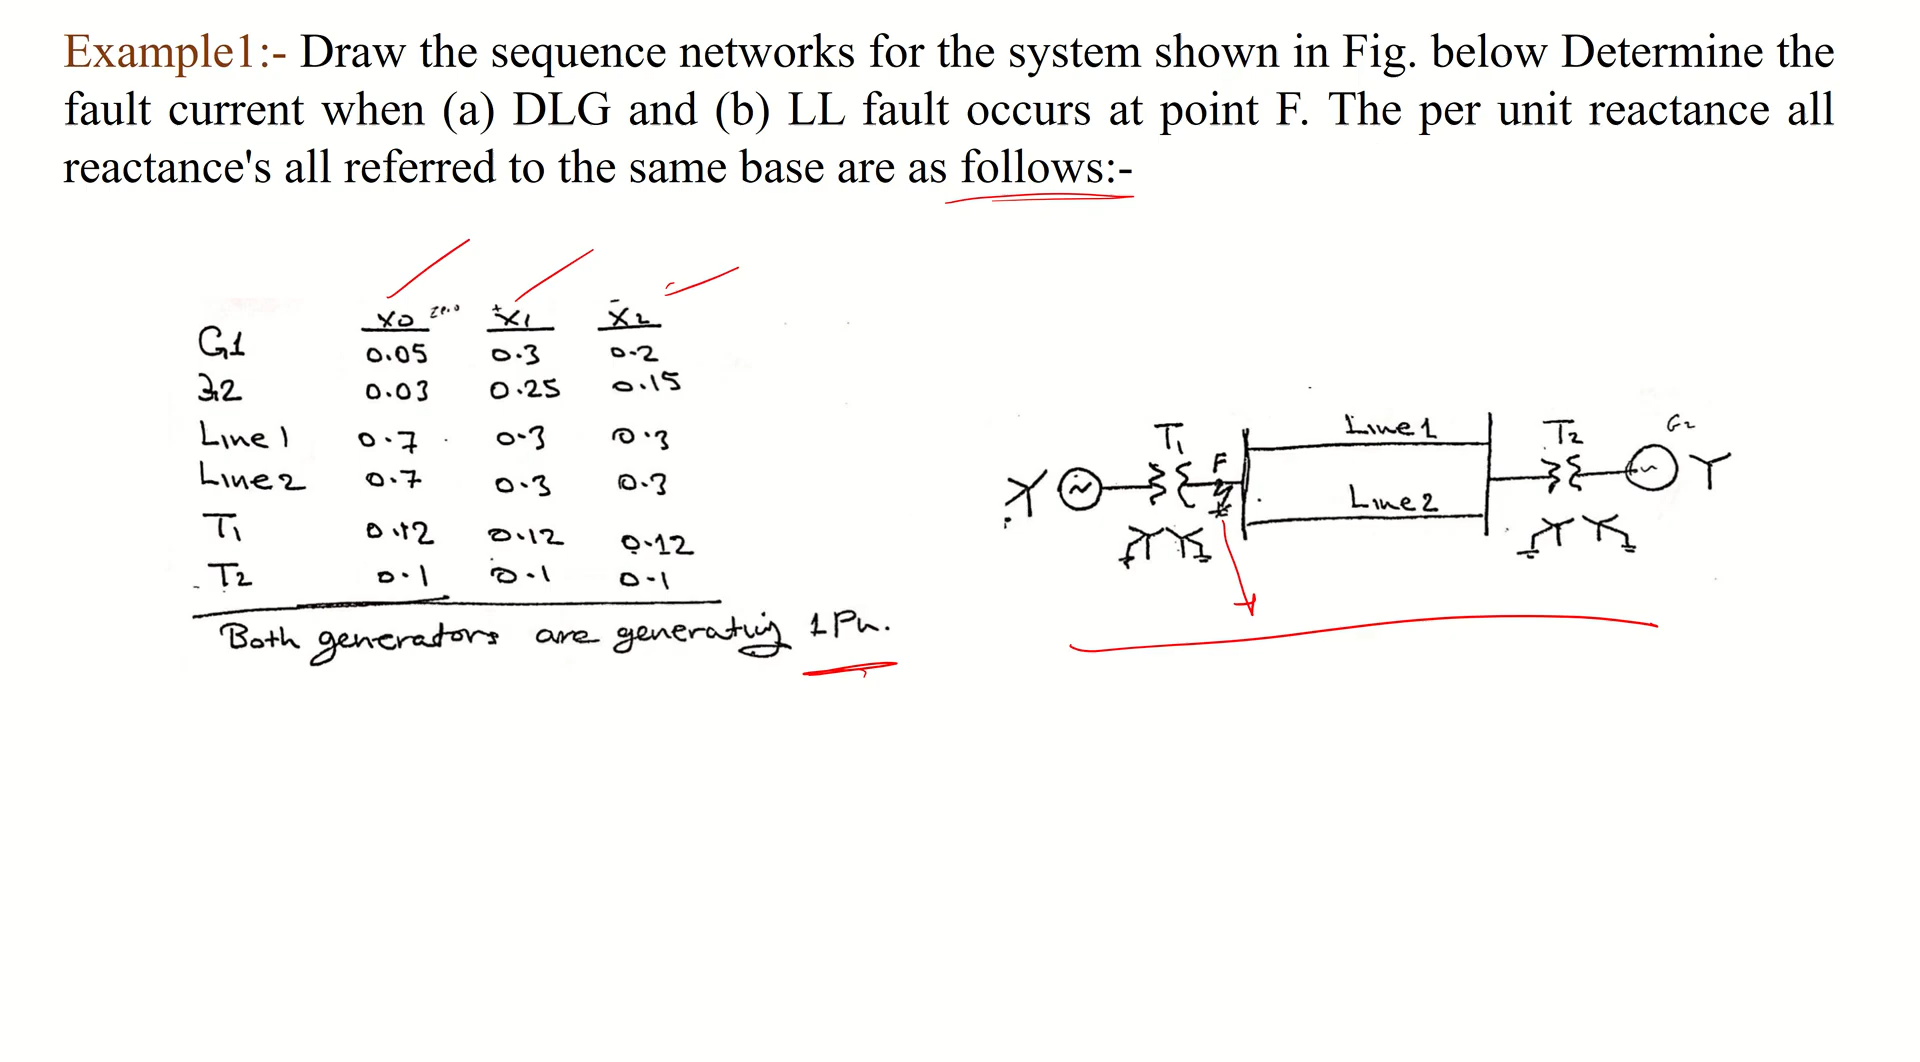 Example1:- Draw the sequence networks for the system shown in Fig. below Determine the
fault current when (a) DLG and (b) LL fault occurs at point F. The per unit reactance all
reactance's all referred to the same base are as follows:-
X0 zero +X1 -X2
G1 0.05 0.3 0.2
G2 0.03 0.25 0.15
Line 1 0.7 0.3 0.3
Line 2 0.7 0.3 0.3
T1 0.12 0.12 0.12
T2 0.1 0.1 0.1
Both generators are generating 1 Pu.
T1 F Line 1 T2 G2
Line 2